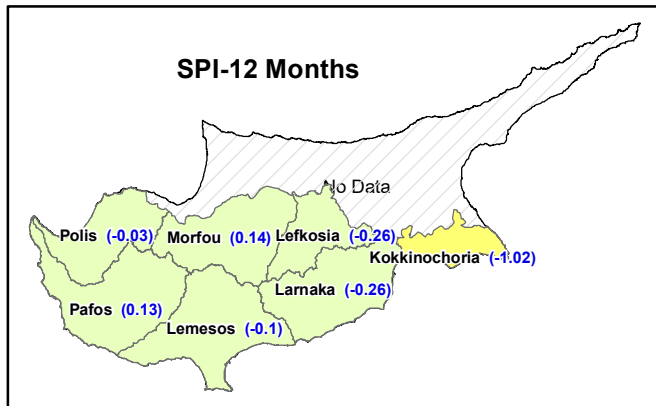 SPI-12 Months
No Data
Polis (-0.03)
Morfou (0.14)
Lefkosia (-0.26)
Kokkinochoria (-1.02)
Larnaka (-0.26)
Pafos (0.13)
Lemesos (-0.1)